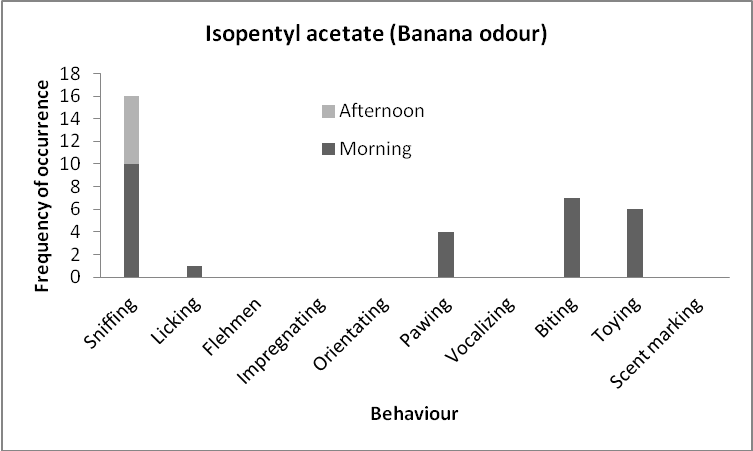 Isopentyl acetate (Banana odour)
Frequency of occurrence
18
16
14
12
10
8
6
4
2
0
Afternoon
Morning
Sniffing
Licking
Flehmen
Impregnating
Orientating
Pawing
Vocalizing
Biting
Toying
Scent marking
Behaviour